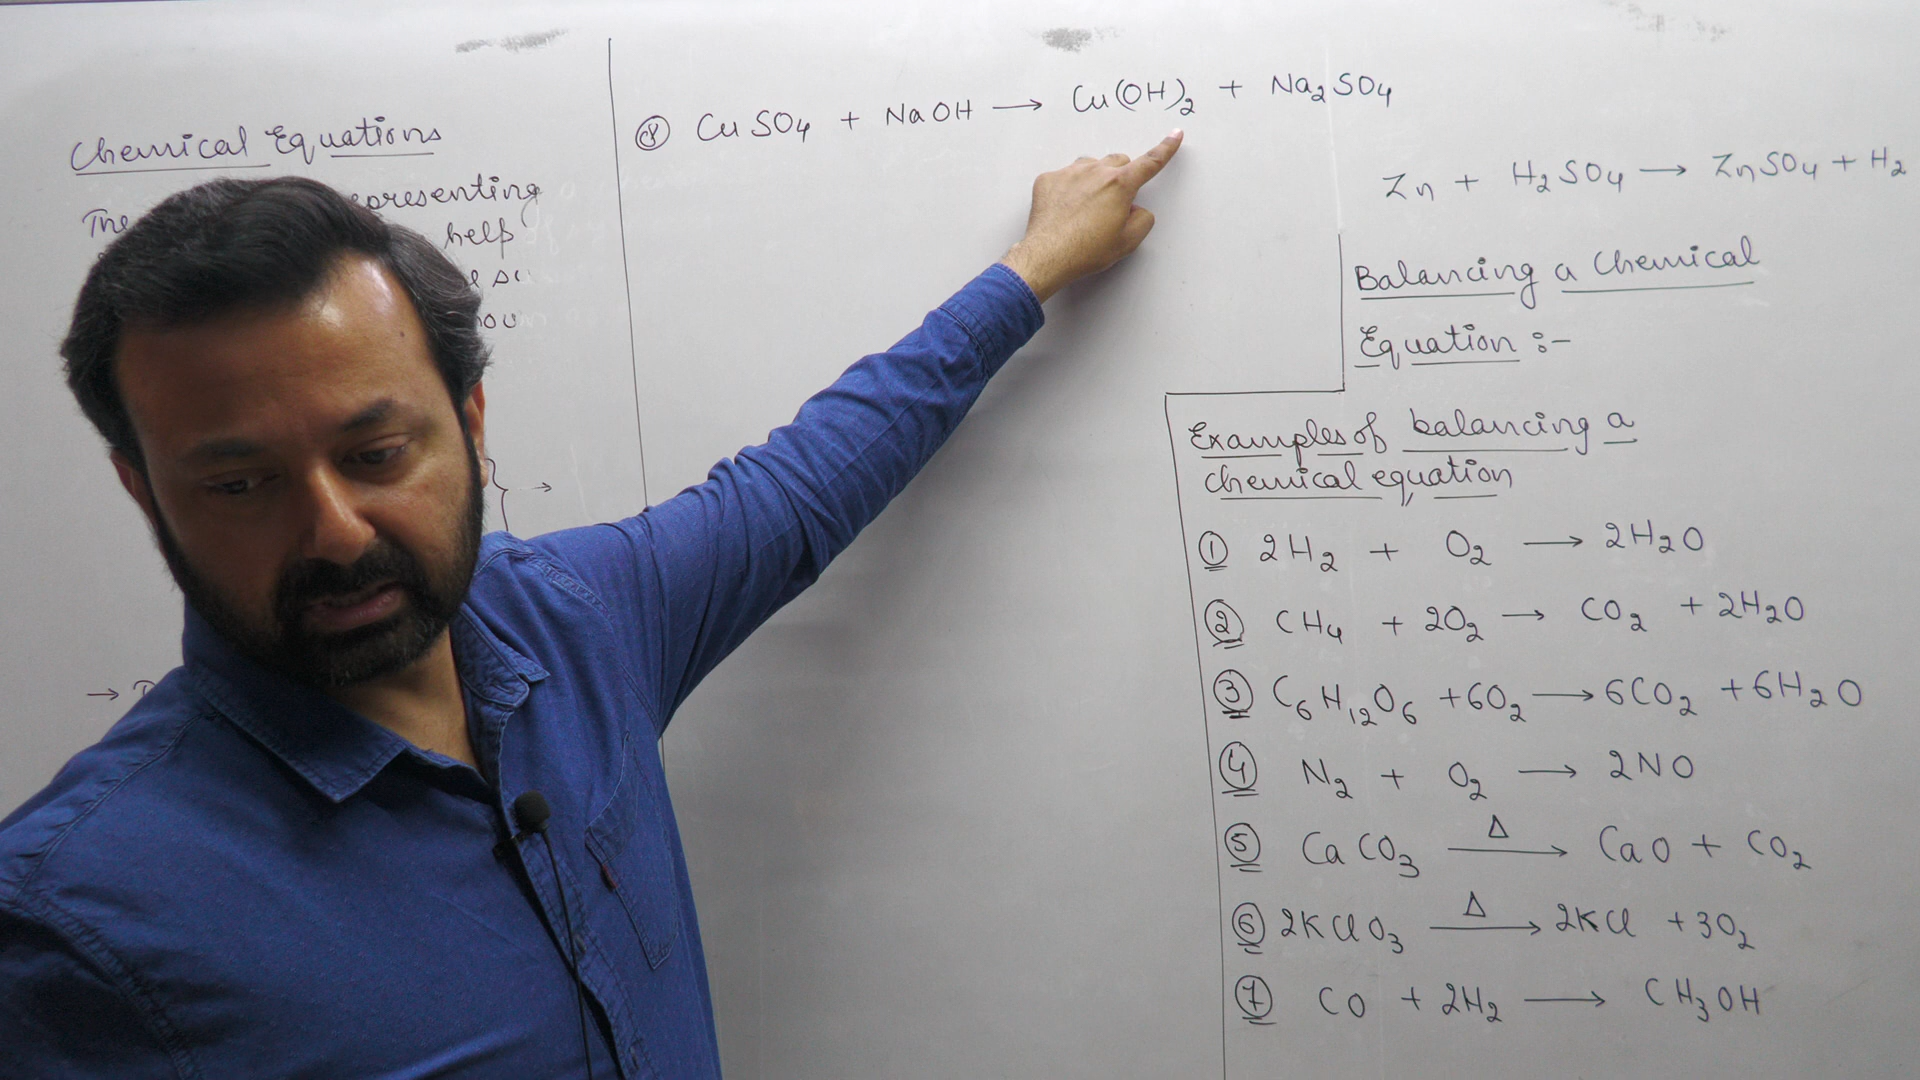 Chemical Equations
The epresenting
help
⑧ CuSO₄ + NaOH ⟶ Cu(OH)₂ + Na₂SO₄
Zn + H₂SO₄ ⟶ ZnSO₄ + H₂
Balancing a Chemical
Equation :-
Examples of balancing a
chemical equation
① 2H₂ + O₂ ⟶ 2H₂O
② CH₄ + 2O₂ ⟶ CO₂ + 2H₂O
③ C₆H₁₂O₆ + 6O₂ ⟶ 6CO₂ + 6H₂O
④ N₂ + O₂ ⟶ 2NO
Δ
⑤ CaCO₃ ⟶ CaO + CO₂
Δ
⑥ 2KClO₃ ⟶ 2KCl + 3O₂
⑦ CO + 2H₂ ⟶ CH₃OH